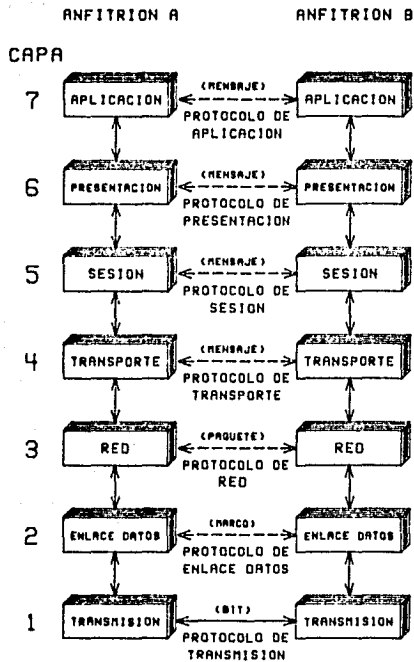 ANFITRION A ANFITRION B
CAPA
7 APLICACION (MENSAJE) APLICACION
PROTOCOLO DE
APLICACION
6 PRESENTACION (MENSAJE) PRESENTACION
PROTOCOLO DE
PRESENTACION
5 SESION (MENSAJE) SESION
PROTOCOLO DE
SESION
4 TRANSPORTE (MENSAJE) TRANSPORTE
PROTOCOLO DE
TRANSPORTE
3 RED (PAQUETE) RED
PROTOCOLO DE
RED
2 ENLACE DATOS (MARCO) ENLACE DATOS
PROTOCOLO DE
ENLACE DATOS
1 TRANSMISION (BIT) TRANSMISION
PROTOCOLO DE
TRANSMISION